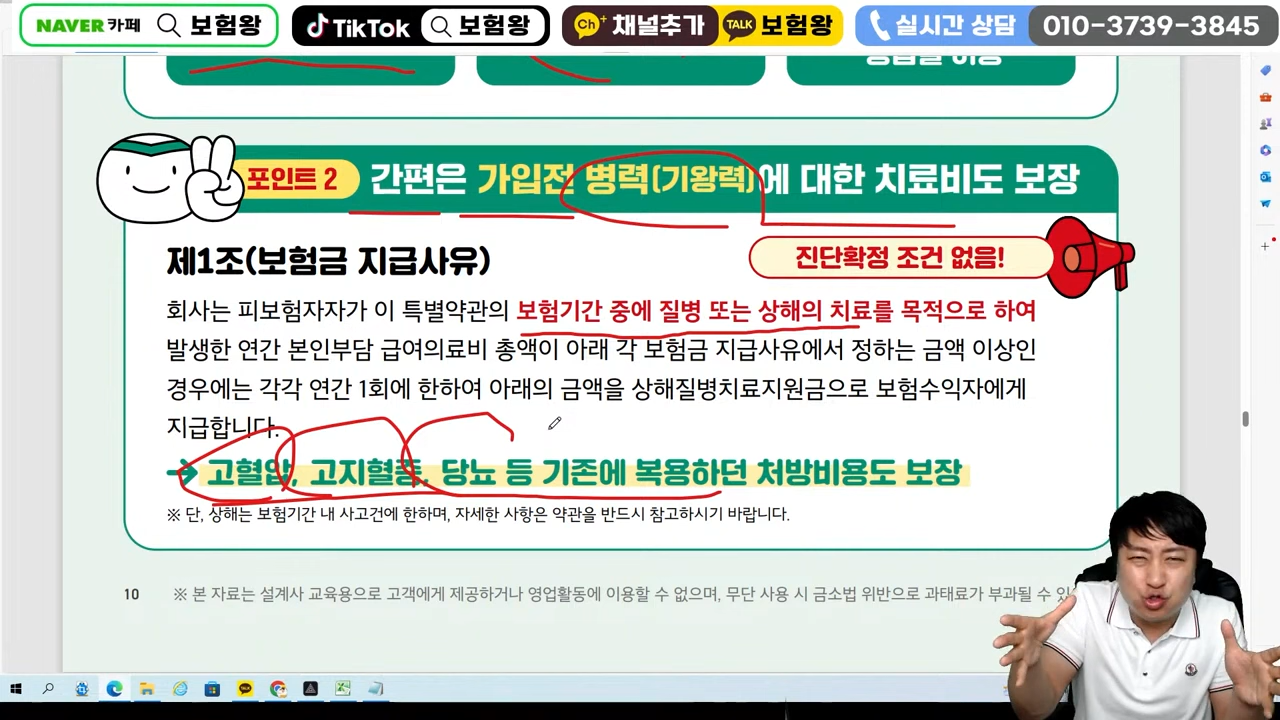 NAVER 카페 보험왕
TikTok 보험왕
Ch+ 채널추가 TALK 보험왕
실시간 상담 010-3739-3845
포인트 2 간편은 가입전 병력(기왕력)에 대한 치료비도 보장
제1조(보험금 지급사유)
진단확정 조건 없음!
회사는 피보험자자가 이 특별약관의 보험기간 중에 질병 또는 상해의 치료를 목적으로 하여
발생한 연간 본인부담 급여의료비 총액이 아래 각 보험금 지급사유에서 정하는 금액 이상인
경우에는 각각 연간 1회에 한하여 아래의 금액을 상해질병치료지원금으로 보험수익자에게
지급합니다.
→ 고혈압, 고지혈증, 당뇨 등 기존에 복용하던 처방비용도 보장
※ 단, 상해는 보험기간 내 사고건에 한하며, 자세한 사항은 약관을 반드시 참고하시기 바랍니다.
10 ※ 본 자료는 설계사 교육용으로 고객에게 제공하거나 영업활동에 이용할 수 없으며, 무단 사용 시 금소법 위반으로 과태료가 부과될 수